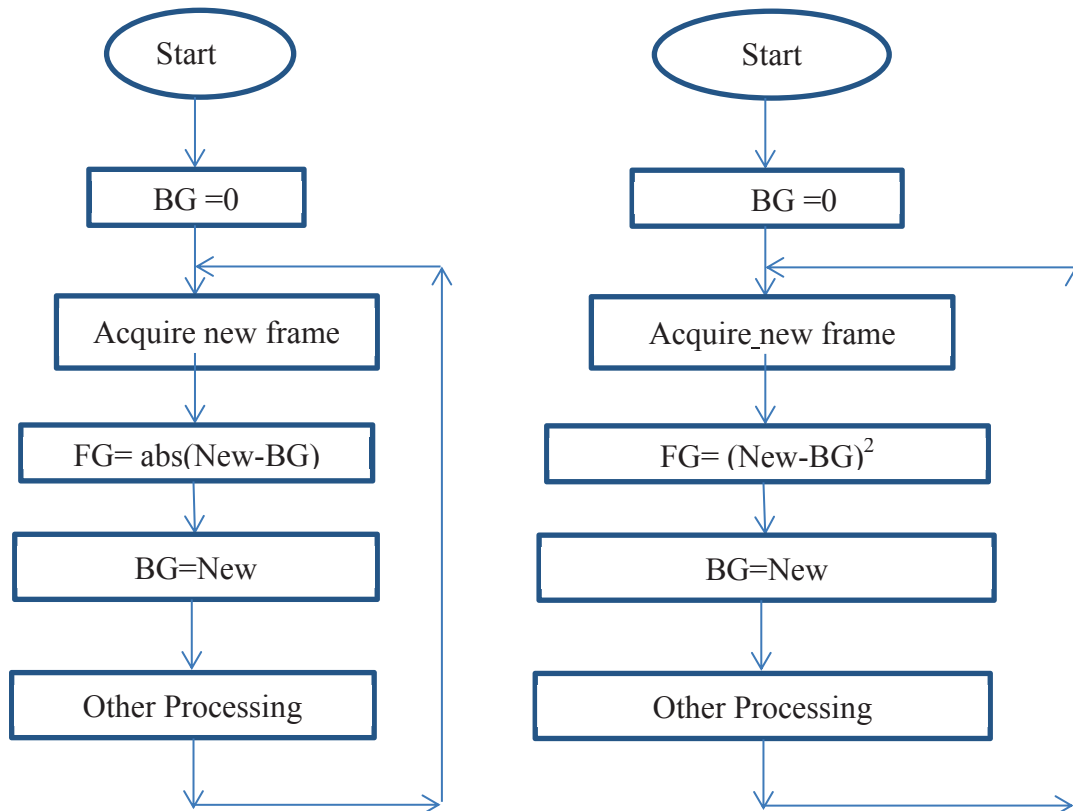 Start
BG =0
Acquire new frame
FG= abs(New-BG)
BG=New
Other Processing
Start
BG =0
Acquire new frame
FG= (New-BG)²
BG=New
Other Processing